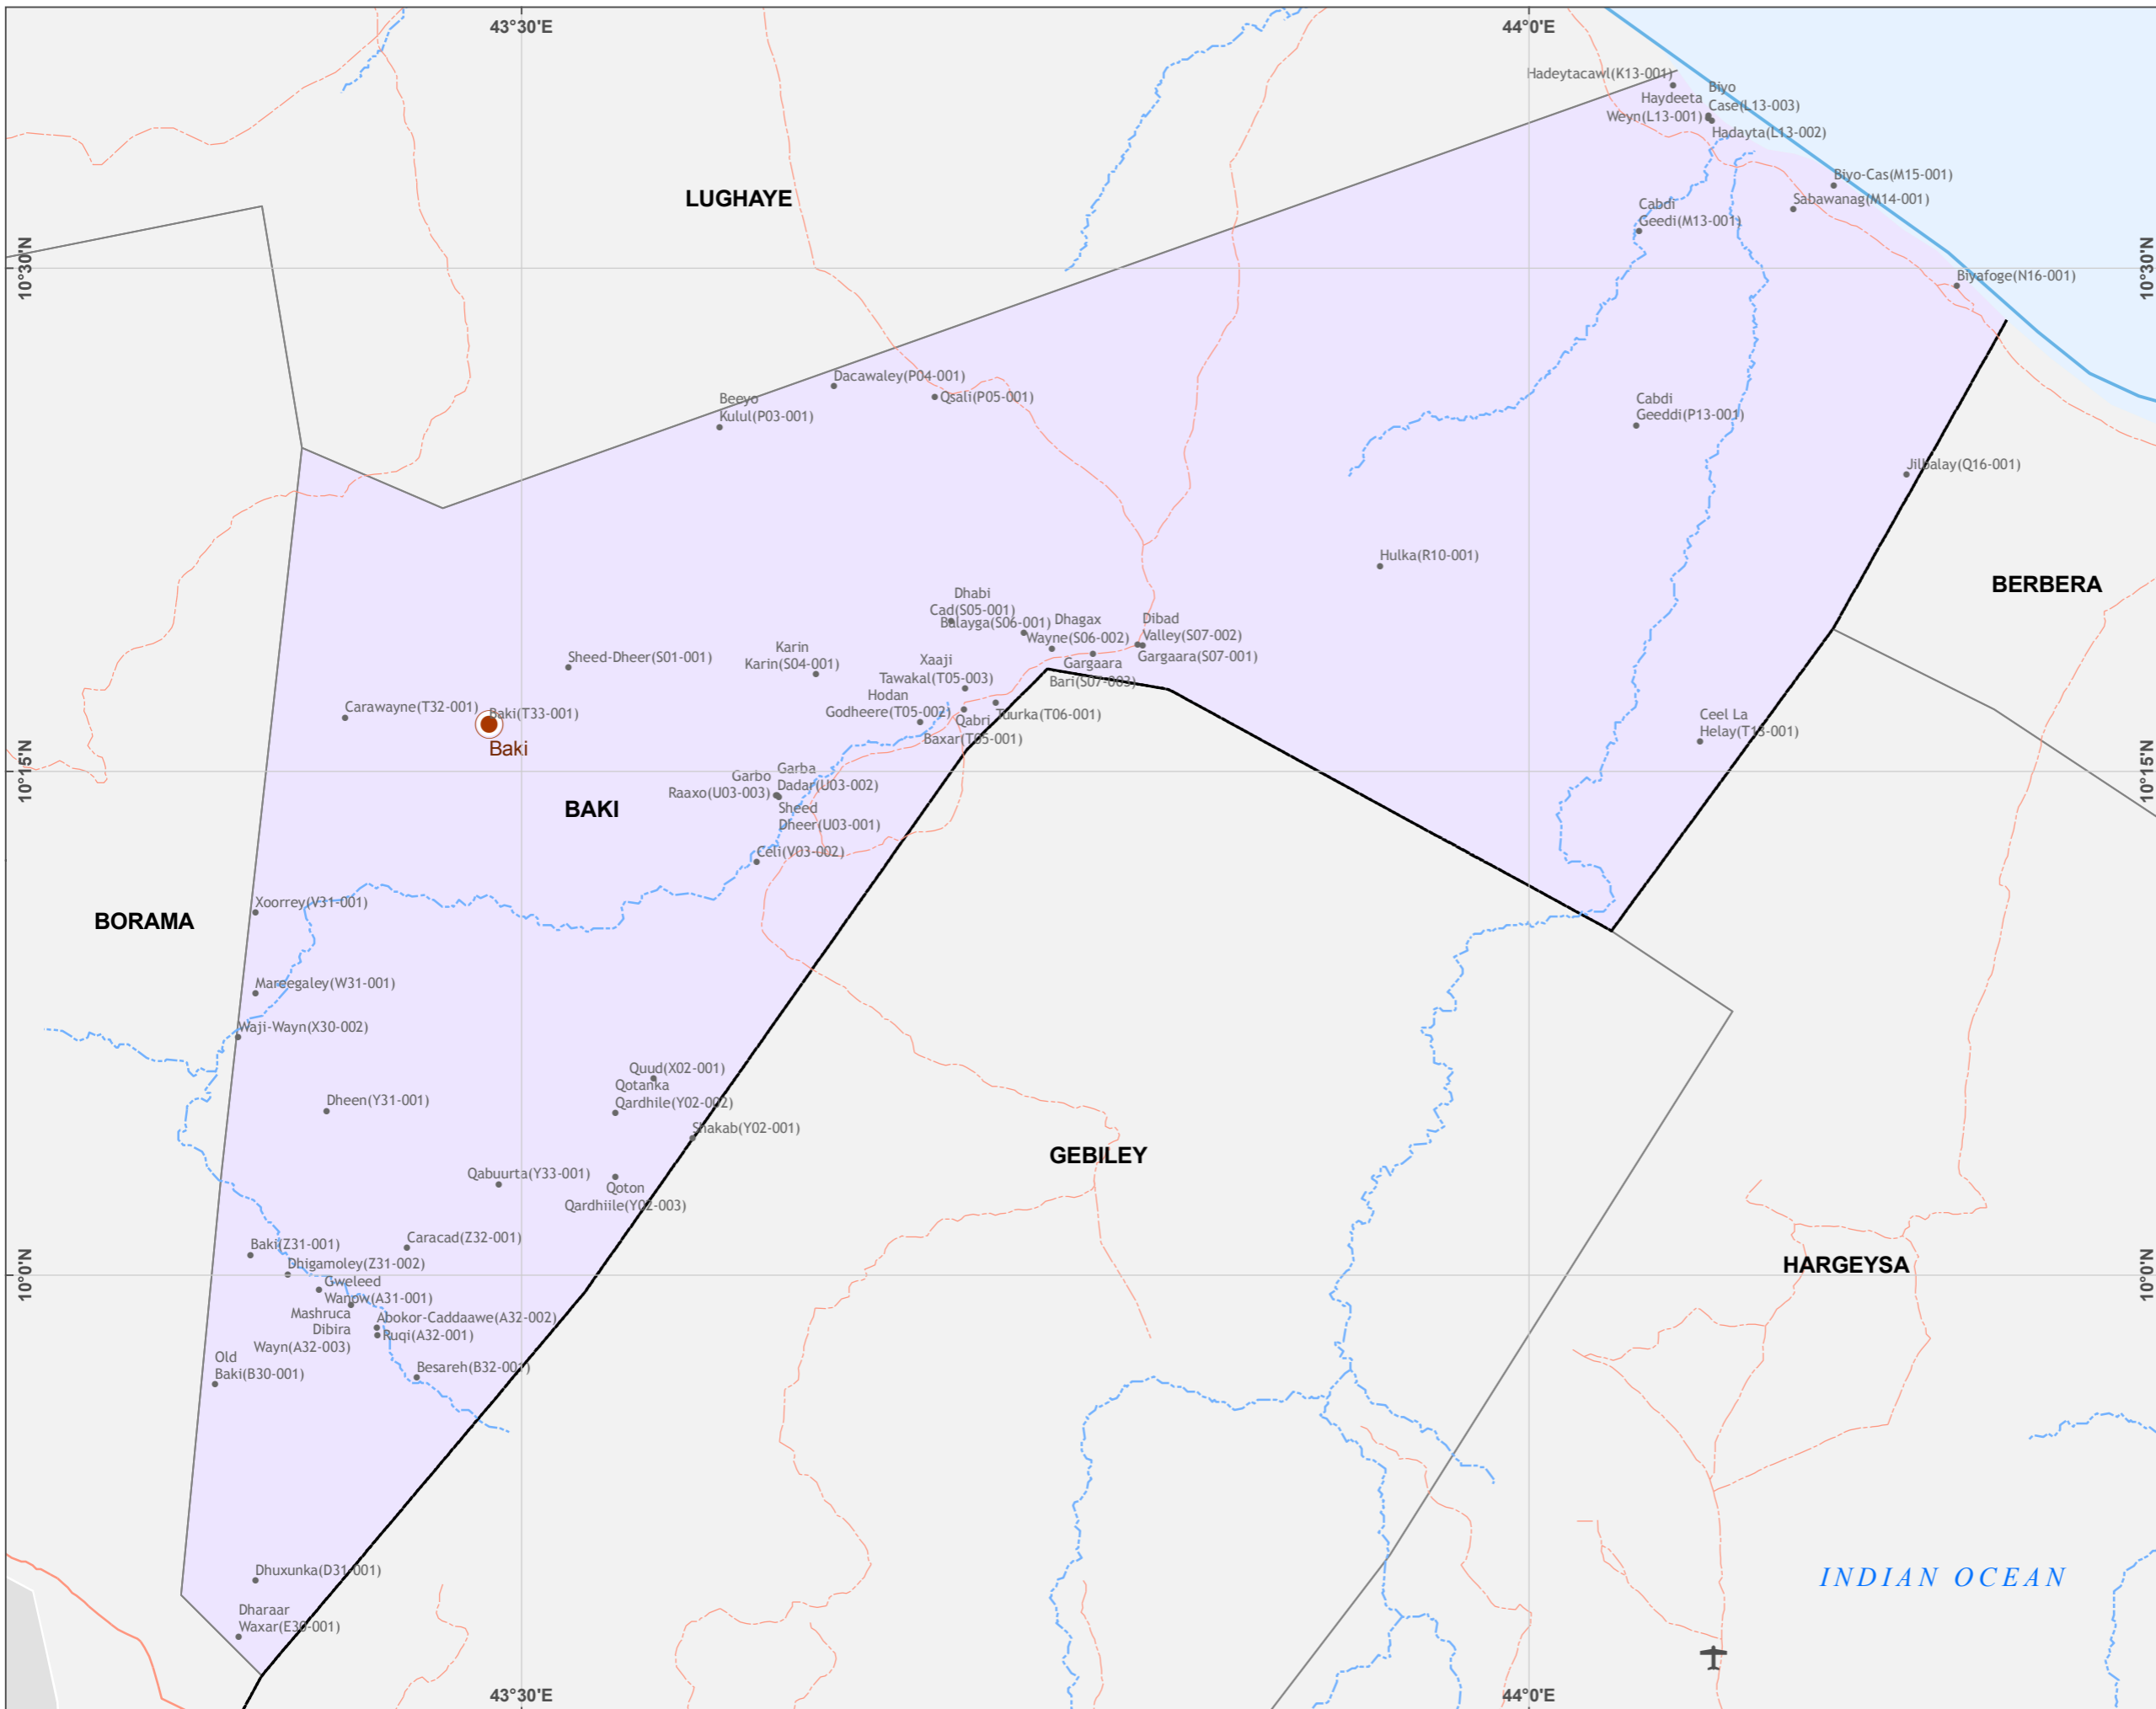 43°30'E
44°0'E
Hadeytacawl(K13-001)
Biyo
Case(L13-003)
Haydeeta
Weyn(L13-001)
Hadayta(L13-002)
LUGHAYE
Biyo-Cas(M15-001)
Sabawanag(M14-001)
Cabdi
Geedi(M13-001)
10°30'N
10°30'N
Biyafoge(N16-001)
Dacawaley(P04-001)
Qsali(P05-001)
Beeyo
Kulul(P03-001)
Cabdi
Geeddi(P13-001)
Jilbalay(Q16-001)
Hulka(R10-001)
BERBERA
Dhabi
Cad(S05-001)
Balayga(S06-001)
Dhagax
Wayne(S06-002)
Dibad
Valley(S07-002)
Gargaara(S07-001)
Gargaara
Bari(S07-003)
Karin
Karin(S04-001)
Sheed-Dheer(S01-001)
Xaaji
Tawakal(T05-003)
Hodan
Godheere(T05-002)
Qabri
Baxar(T05-001)
Tuurka(T06-001)
Carawayne(T32-001)
Baki(T33-001)
Baki
Ceel La
Helay(T13-001)
10°15'N
10°15'N
Garbo
Raaxo(U03-003)
Garba
Dadar(U03-002)
Sheed
Dheer(U03-001)
BAKI
Celi(V03-002)
Xoorrey(V31-001)
BORAMA
Mareegaley(W31-001)
Waji-Wayn(X30-002)
Quud(X02-001)
Qotanka
Qardhile(Y02-002)
Dheen(Y31-001)
Shakab(Y02-001)
GEBILEY
Qabuurta(Y33-001)
Qoton
Qardhiile(Y02-003)
Caracad(Z32-001)
Baki(Z31-001)
Dhigamoley(Z31-002)
HARGEYSA
10°0'N
10°0'N
Gweleed
Wanow(A31-001)
Mashruca
Dibira
Wayn(A32-003)
Abokor-Caddaawe(A32-002)
Ruqi(A32-001)
Old
Baki(B30-001)
Besareh(B32-001)
Dhuxunka(D31-001)
INDIAN OCEAN
Dharaar
Waxar(E30-001)
43°30'E
44°0'E